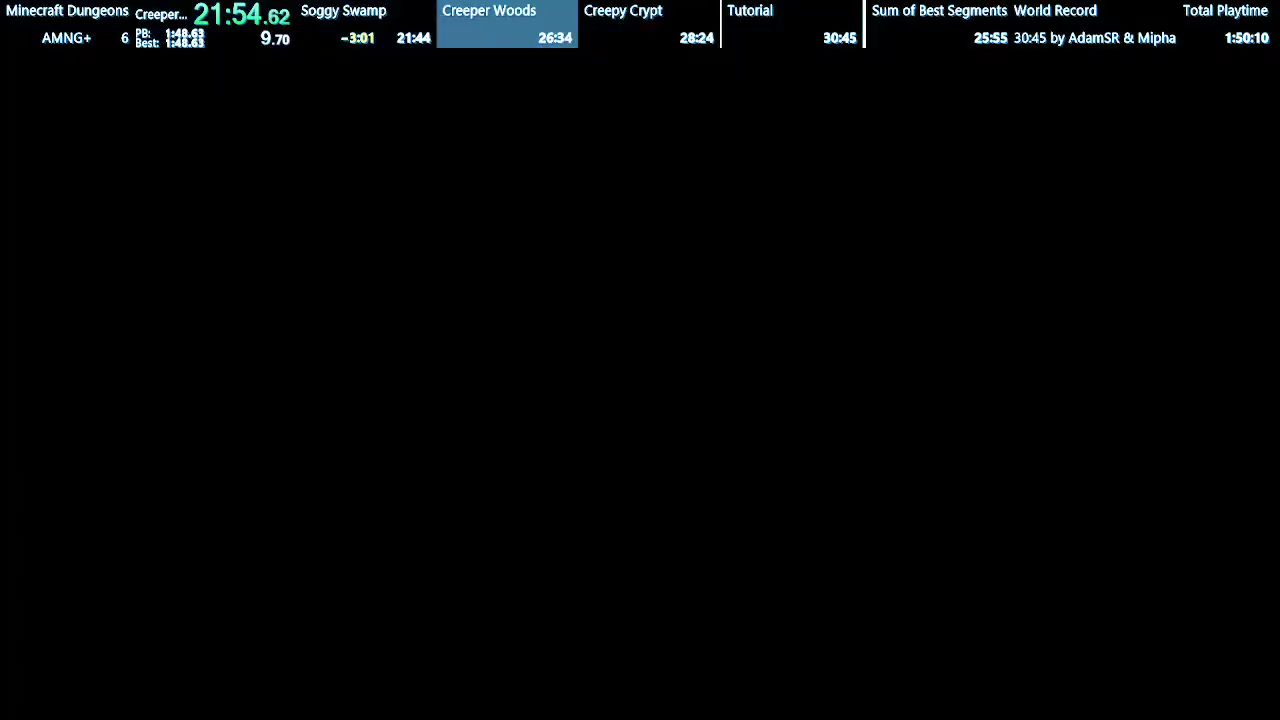 Minecraft Dungeons Creeper... 21:54.62 Soggy Swamp Creeper Woods Creepy Crypt Tutorial Sum of Best Segments World Record Total Playtime
AMNG+ 6 PB: 1:48.63 9.70 -3:01 21:44 26:34 28:24 30:45 25:55 30:45 by AdamSR & Mipha 1:50:10
Best: 1:48.63